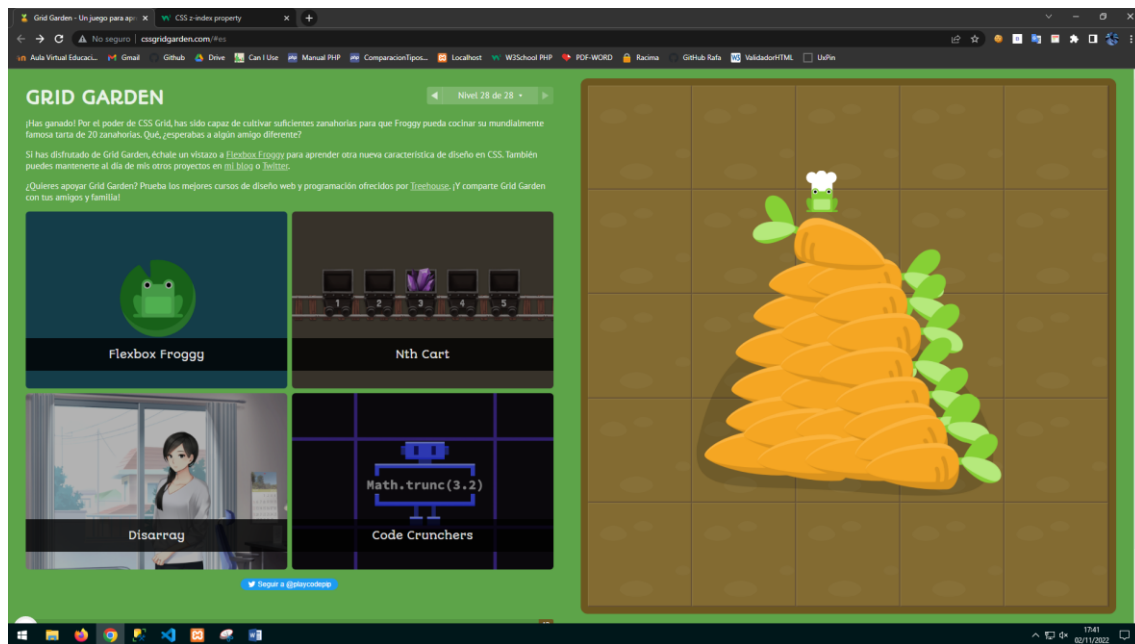 Grid Garden - Un juego para apr
CSS z-index property
No seguro | cssgridgarden.com/#es
Aula Virtual Educaci...
Gmail
Github
Drive
Can I Use
Manual PHP
ComparacionTipos...
Localhost
W3School PHP
PDF-WORD
Racima
GitHub Rafa
ValidadorHTML
UxPin
GRID GARDEN
Nivel 28 de 28
¡Has ganado! Por el poder de CSS Grid, has sido capaz de cultivar suficientes zanahorias para que Froggy pueda cocinar su mundialmente
famosa tarta de 20 zanahorias. Qué, ¿esperabas a algún amigo diferente?
Si has disfrutado de Grid Garden, échale un vistazo a Flexbox Froggy para aprender otra nueva característica de diseño en CSS. También
puedes mantenerte al día de mis otros proyectos en mi blog o Twitter.
¿Quieres apoyar Grid Garden? Prueba los mejores cursos de diseño web y programación ofrecidos por Treehouse. ¡Y comparte Grid Garden
con tus amigos y familia!
1 2 3 4 5
Flexbox Froggy
Nth Cart
Math.trunc(3.2)
Disarray
Code Crunchers
Seguir a @playcodepip
17:41
02/11/2022